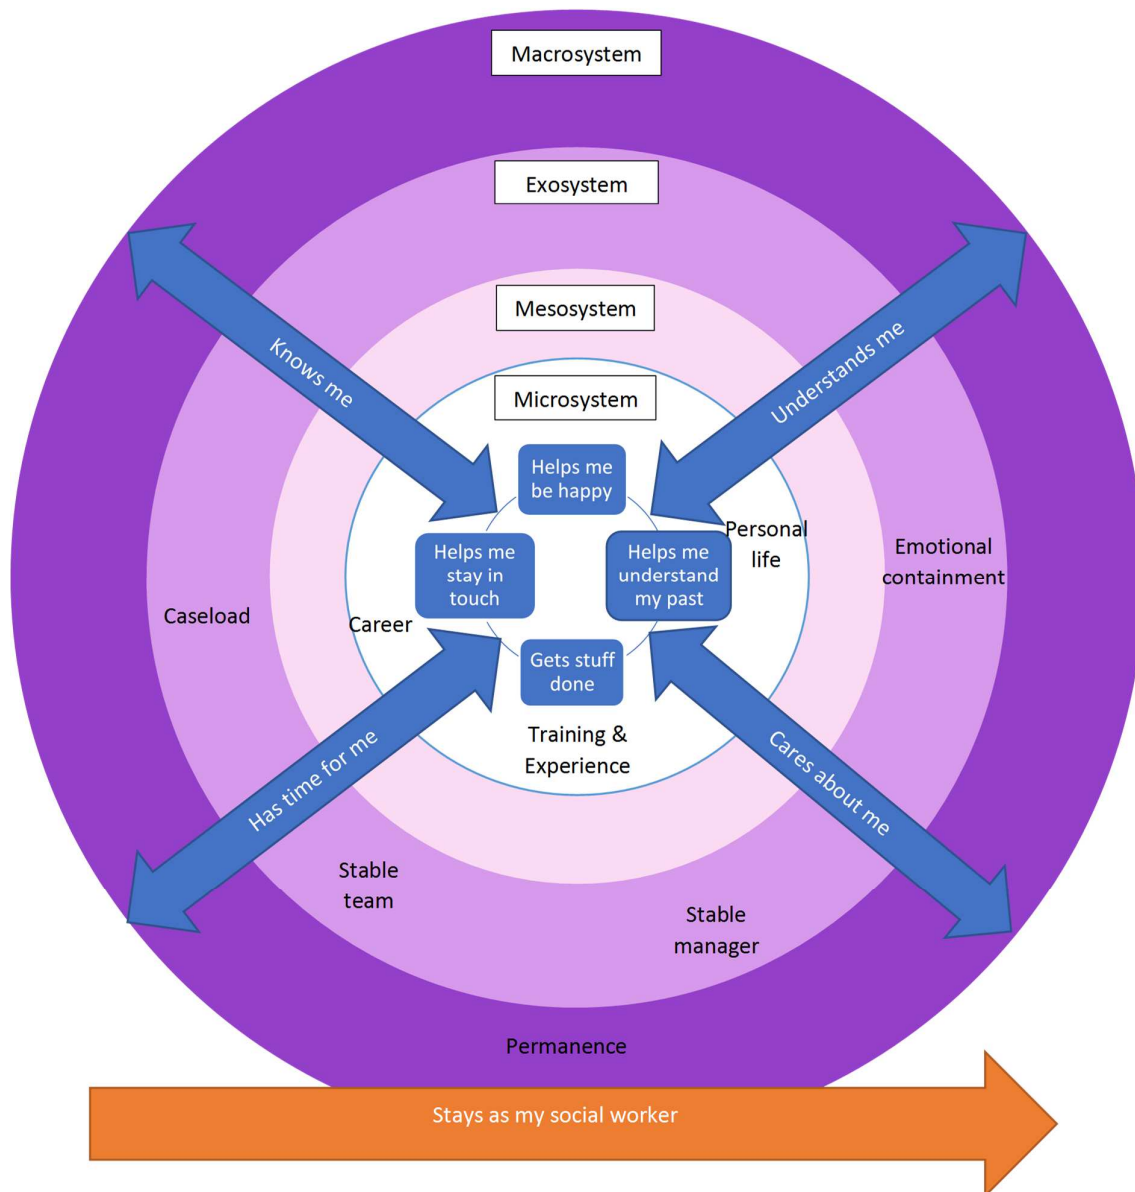 Macrosystem
Exosystem
Mesosystem
Microsystem
Knows me
Understands me
Helps me
be happy
Helps me
stay in
touch
Helps me
understand
my past
Personal
life
Emotional
containment
Caseload
Career
Gets stuff
done
Training &
Experience
Has time for me
Cares about me
Stable
team
Stable
manager
Permanence
Stays as my social worker